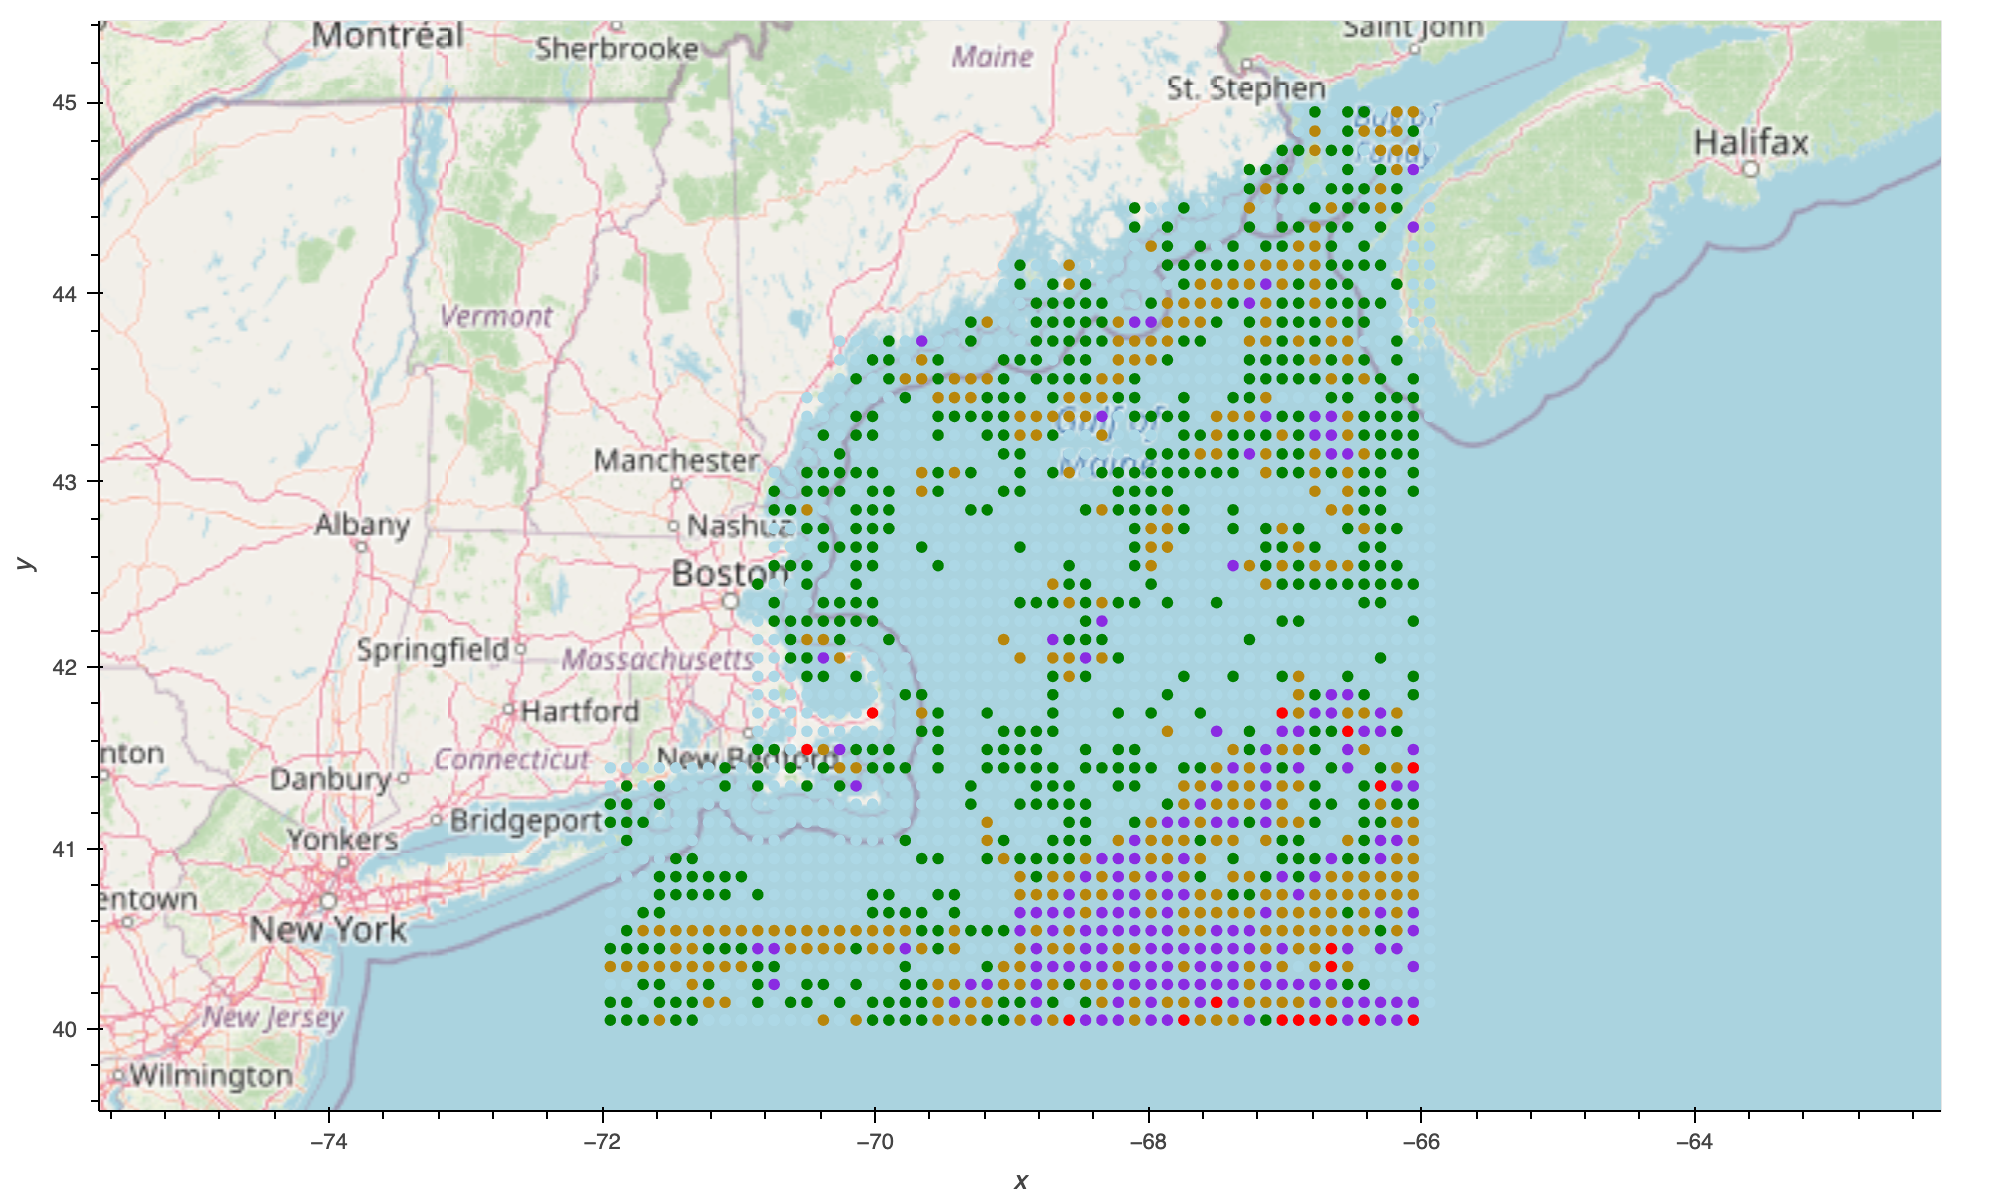 Montréal
Sherbrooke
Maine
Saint John
St. Stephen
Bay of
Fundy
Halifax
Vermont
Gulf of
Maine
Manchester
Albany
Nashua
Boston
Springfield
Massachusetts
Hartford
nton
Connecticut
New Bedford
Danbury
Bridgeport
Yonkers
entown
New York
New Jersey
Wilmington
45
44
43
42
41
40
y
−74
−72
−70
−68
−66
−64
x